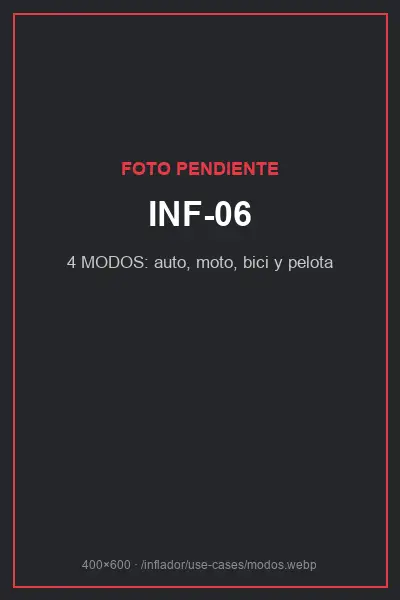 FOTO PENDIENTE
INF-06
4 MODOS: auto, moto, bici y pelota
400×600 · /inflador/use-cases/modos.webp